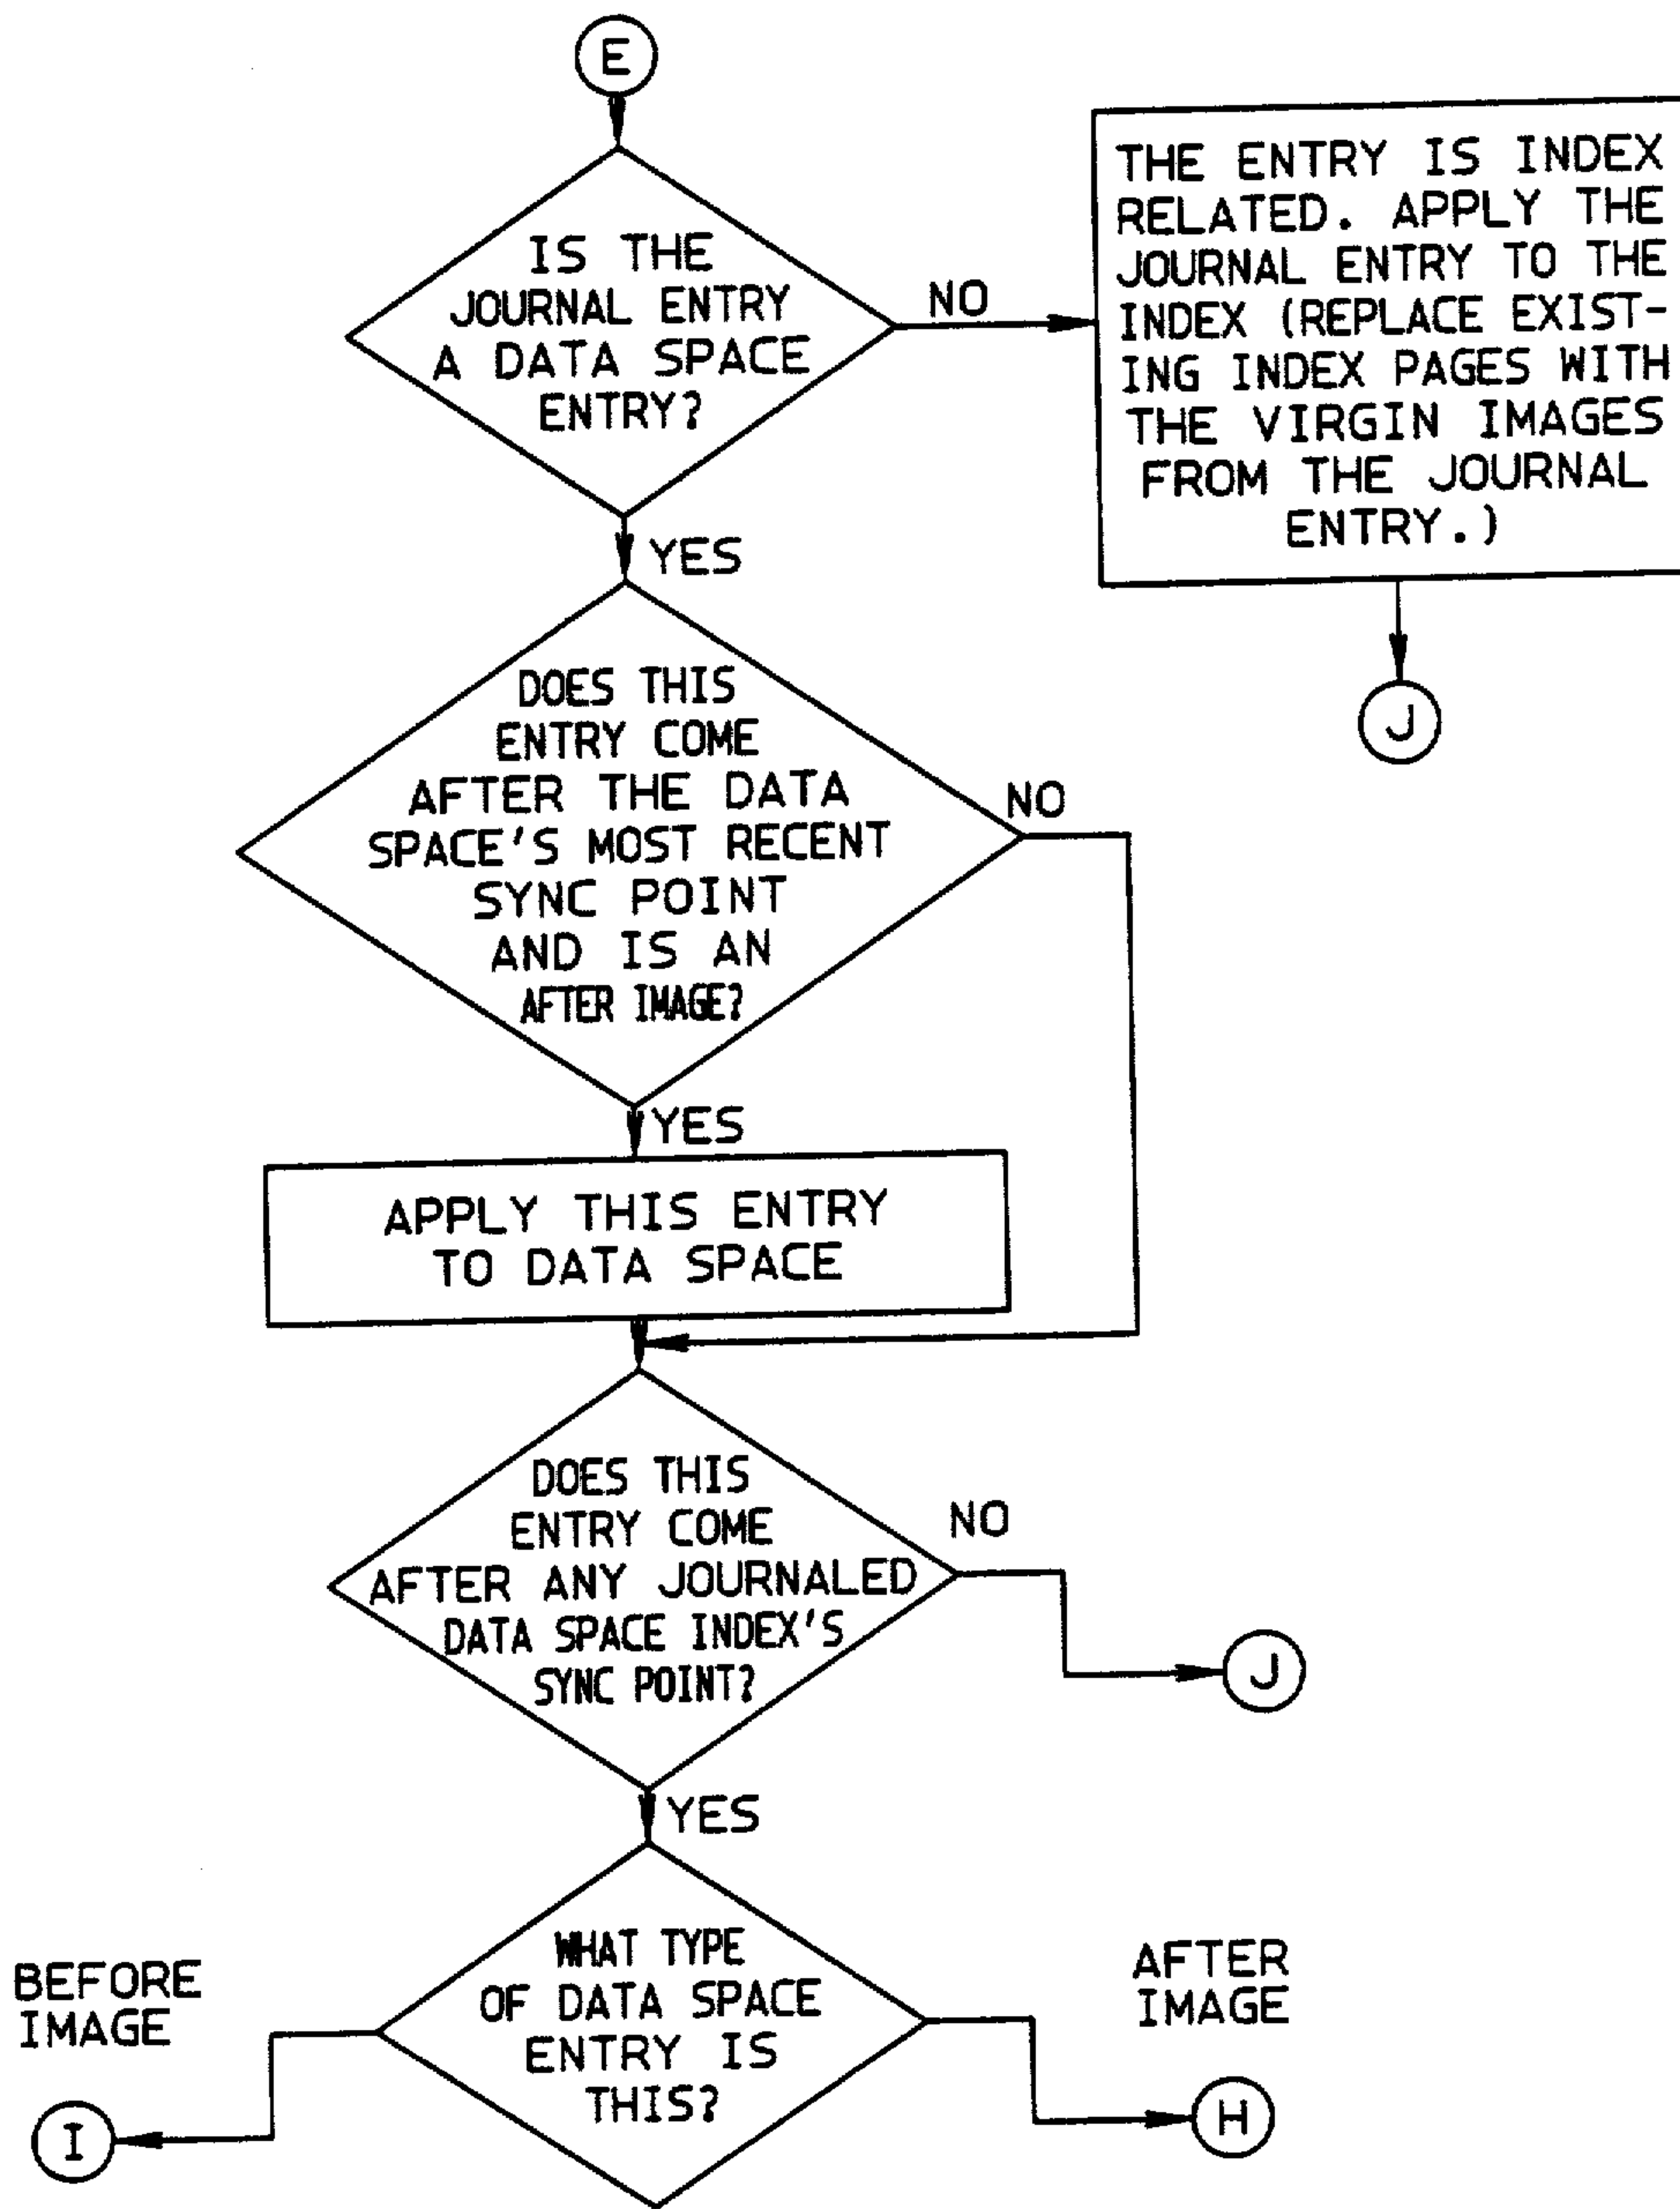 E
IS THE
JOURNAL ENTRY
A DATA SPACE
ENTRY?
NO
THE ENTRY IS INDEX
RELATED. APPLY THE
JOURNAL ENTRY TO THE
INDEX (REPLACE EXIST-
ING INDEX PAGES WITH
THE VIRGIN IMAGES
FROM THE JOURNAL
ENTRY.)
J
YES
DOES THIS
ENTRY COME
AFTER THE DATA
SPACE'S MOST RECENT
SYNC POINT
AND IS AN
AFTER IMAGE?
NO
YES
APPLY THIS ENTRY
TO DATA SPACE
DOES THIS
ENTRY COME
AFTER ANY JOURNALED
DATA SPACE INDEX'S
SYNC POINT?
NO
J
YES
WHAT TYPE
OF DATA SPACE
ENTRY IS
THIS?
BEFORE
IMAGE
I
AFTER
IMAGE
H